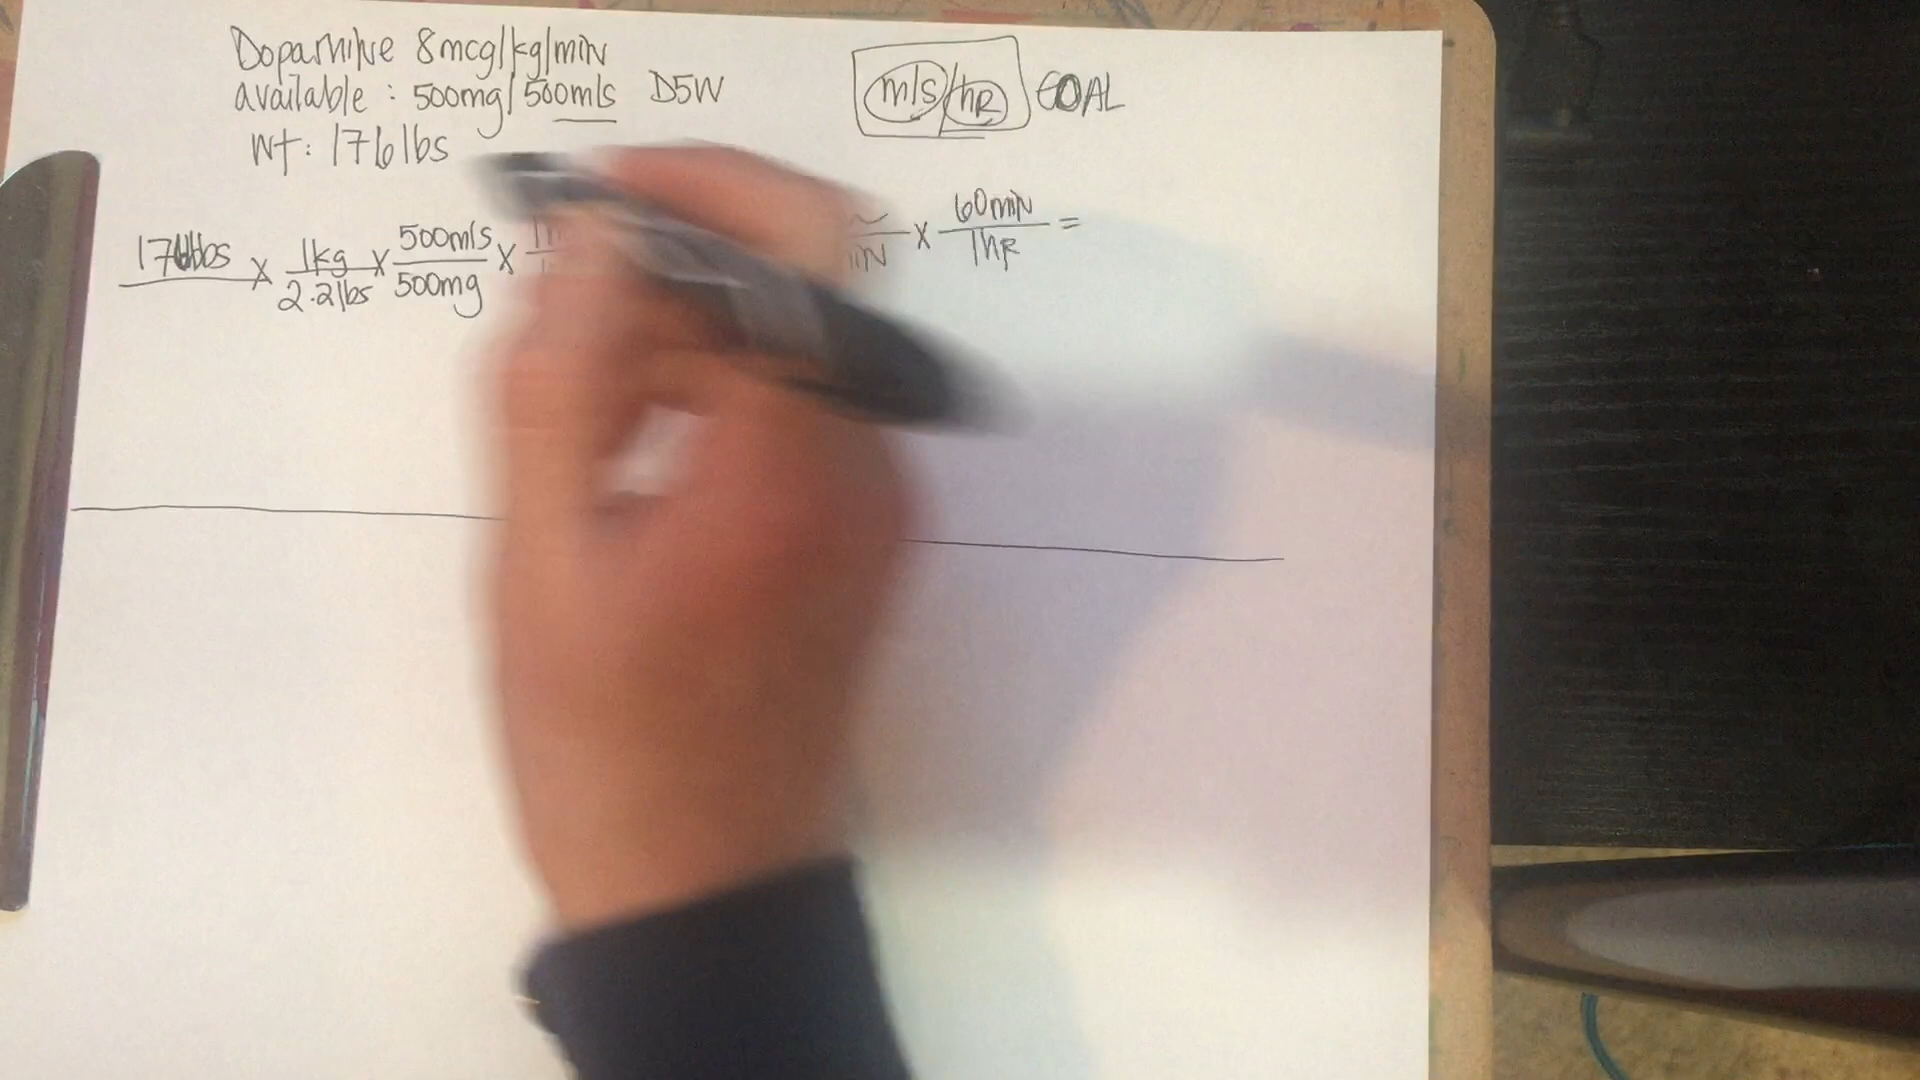 Dopamine 8mcg/kg/min
available : 500mg/500mls D5W
mls/hR GOAL
wt: 176lbs
176lbs x 1kg/2.2lbs x 500mls/500mg x
x 60min/1hR =